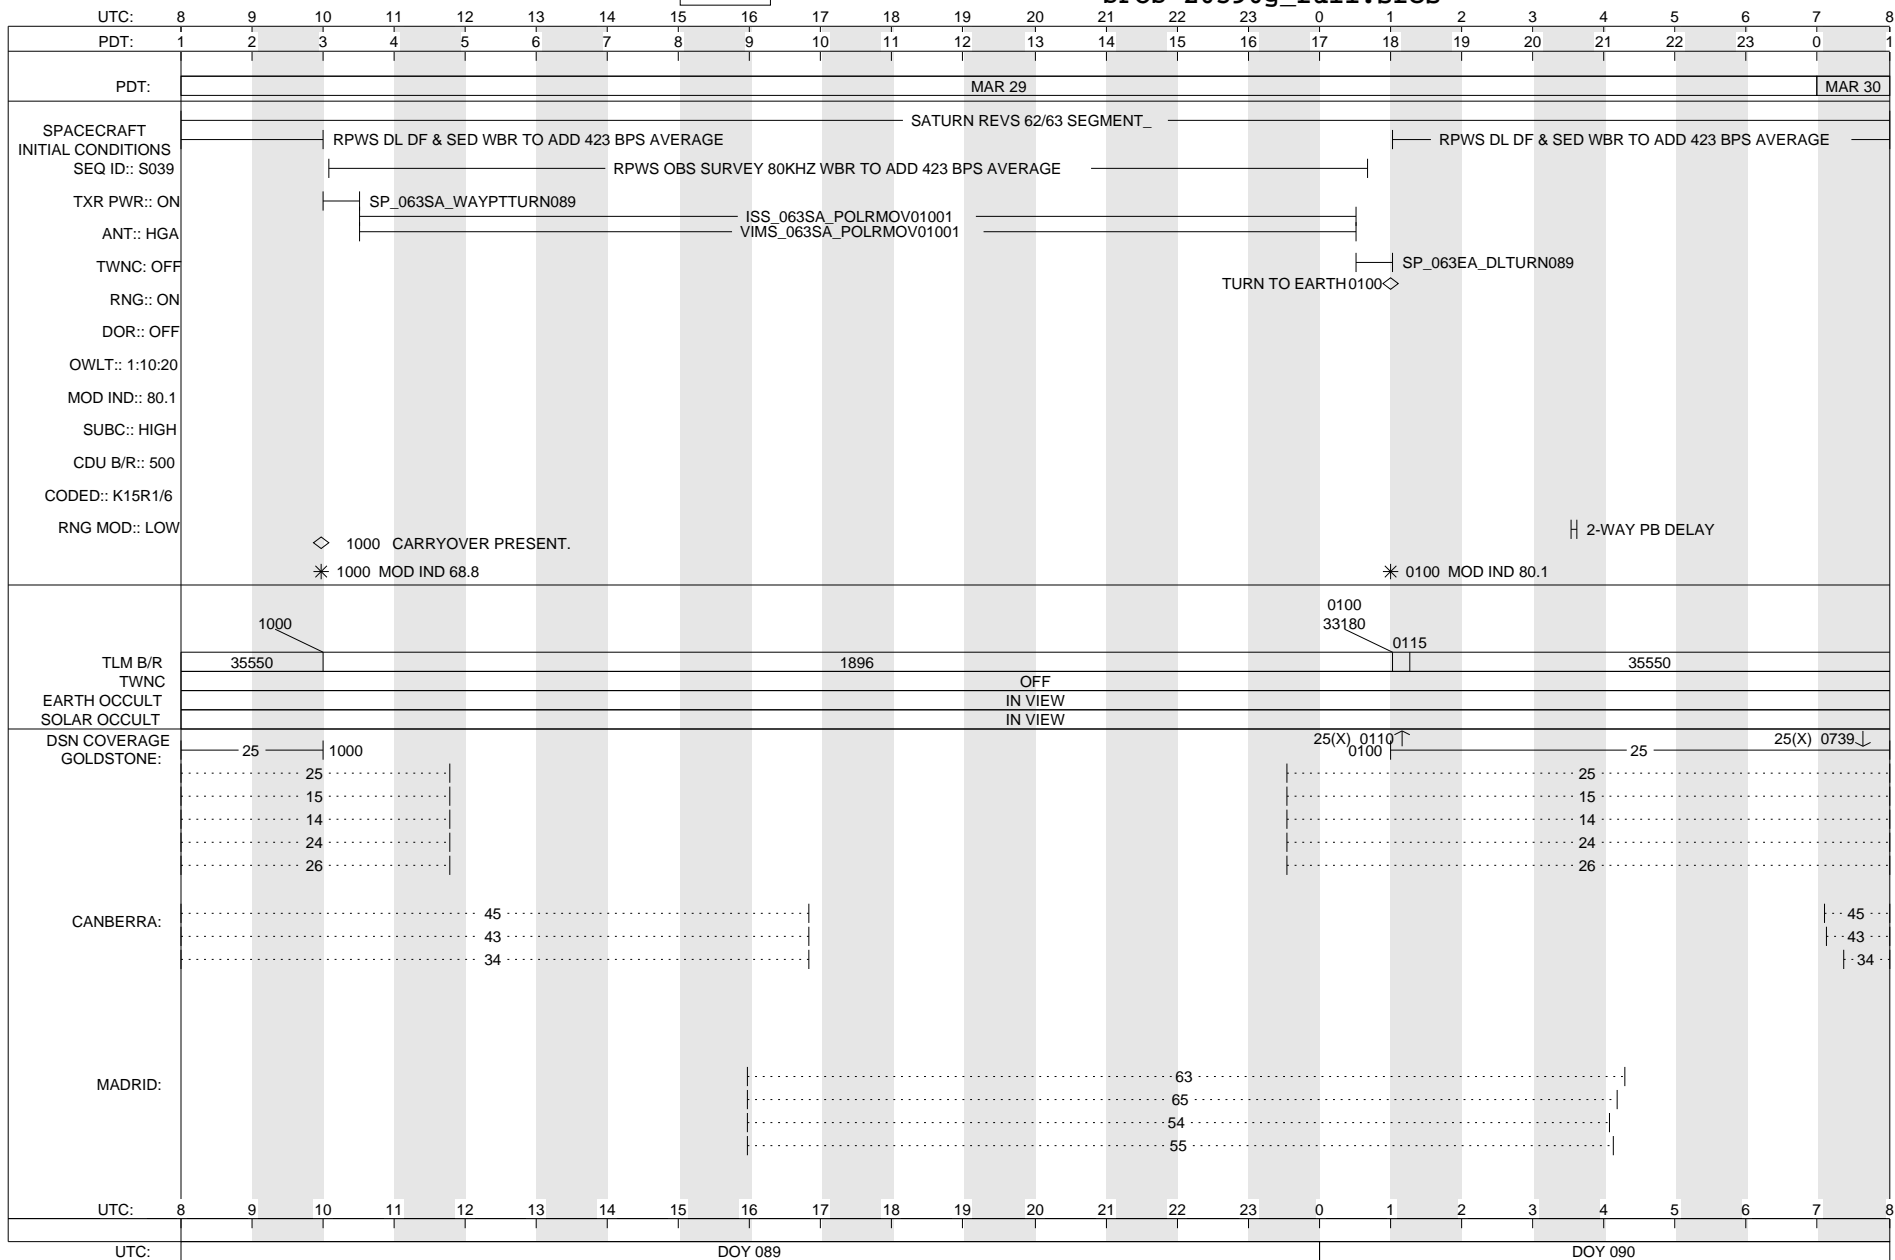 UTC: 8 9 10 11 12 13 14 15 16 17 18 19 20 21 22 23 0 1 2 3 4 5 6 7 8
PDT: 1 2 3 4 5 6 7 8 9 10 11 12 13 14 15 16 17 18 19 20 21 22 23 0 1
PDT: MAR 29 MAR 30
SATURN REVS 62/63 SEGMENT_
SPACECRAFT
INITIAL CONDITIONS
RPWS DL DF & SED WBR TO ADD 423 BPS AVERAGE
RPWS DL DF & SED WBR TO ADD 423 BPS AVERAGE
SEQ ID:: S039
RPWS OBS SURVEY 80KHZ WBR TO ADD 423 BPS AVERAGE
TXR PWR:: ON
SP_063SA_WAYPTTURN089
ISS_063SA_POLRMOV01001
ANT:: HGA
VIMS_063SA_POLRMOV01001
TWNC: OFF
SP_063EA_DLTURN089
TURN TO EARTH 0100
RNG:: ON
DOR:: OFF
OWLT:: 1:10:20
MOD IND:: 80.1
SUBC:: HIGH
CDU B/R:: 500
CODED:: K15R1/6
RNG MOD:: LOW
2-WAY PB DELAY
1000 CARRYOVER PRESENT.
1000 MOD IND 68.8
0100 MOD IND 80.1
0100
1000 33180
0115
TLM B/R 35550 1896 35550
TWNC OFF
EARTH OCCULT IN VIEW
SOLAR OCCULT IN VIEW
DSN COVERAGE
25(X) 0110 25(X) 0739
GOLDSTONE: 25 1000 0100 25
25 25
15 15
14 14
24 24
26 26
CANBERRA: 45 45
43 43
34 34
MADRID: 63
65
54
55
UTC: 8 9 10 11 12 13 14 15 16 17 18 19 20 21 22 23 0 1 2 3 4 5 6 7 8
UTC: DOY 089 DOY 090